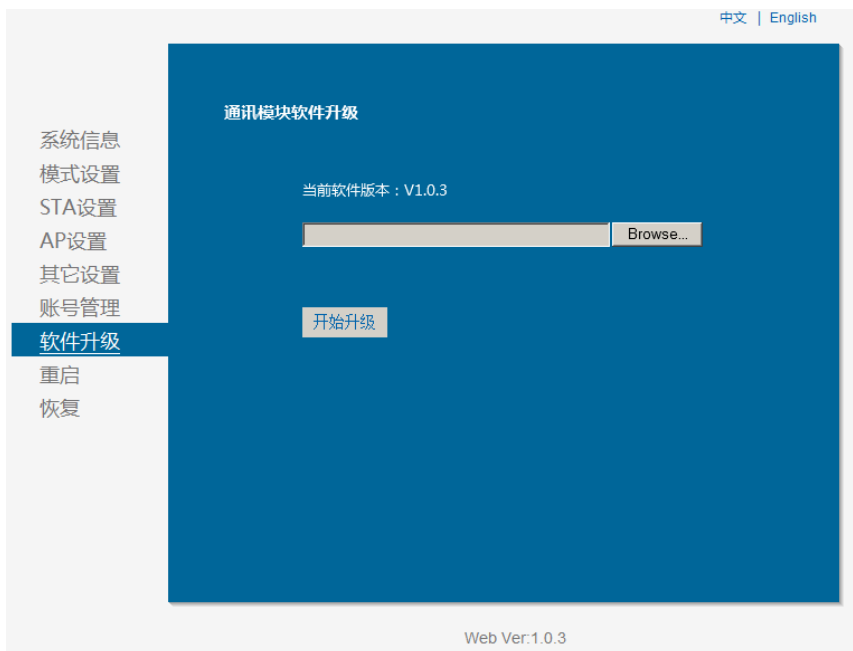 中文 | English
系统信息
模式设置
STA设置
AP设置
其它设置
账号管理
软件升级
重启
恢复
通讯模块软件升级
当前软件版本：V1.0.3
Browse...
开始升级
Web Ver:1.0.3